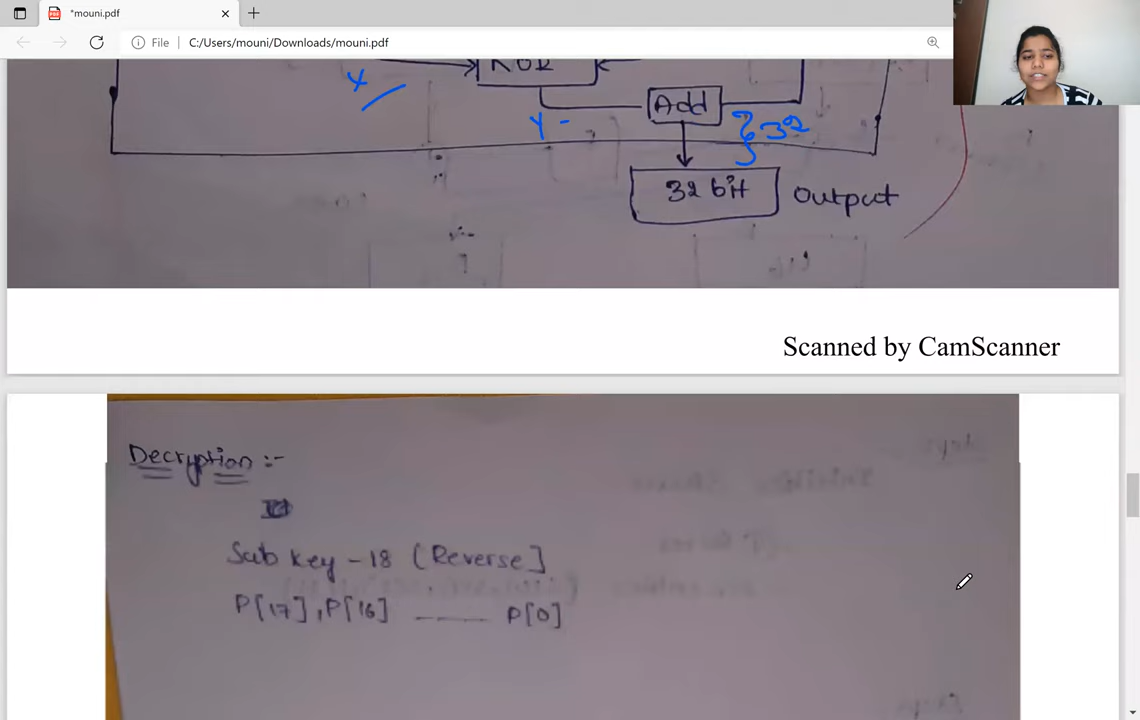 *mouni.pdf
File
C:/Users/mouni/Downloads/mouni.pdf
XOR
X
Add
Y -
32
32 bit
Output
Scanned by CamScanner
Decryption :-
Sub key - 18 (Reverse]
P[17], P[16] ------ P[0]